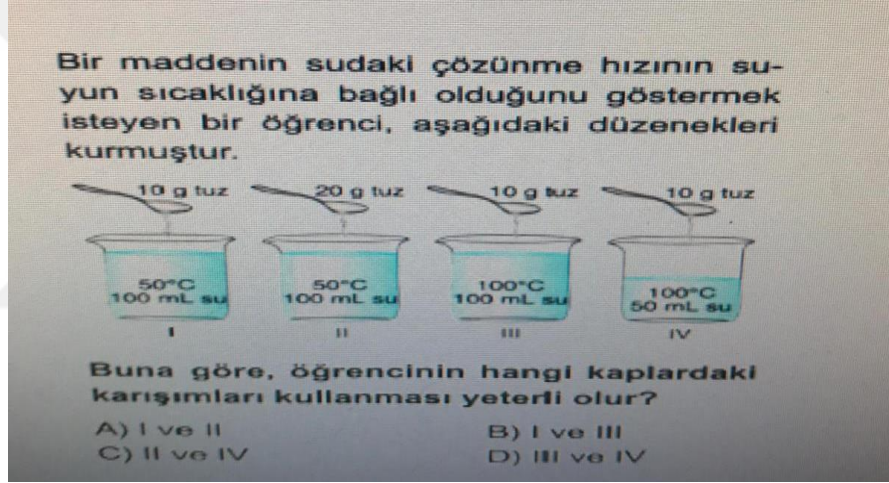 Bir maddenin sudaki çözünme hızının su-
yun sıcaklığına bağlı olduğunu göstermek
isteyen bir öğrenci, aşağıdaki düzenekleri
kurmuştur.
10 g tuz 20 g tuz 10 g tuz 10 g tuz
50°C 50°C 100°C 100°C
100 mL su 100 mL su 100 mL su 50 mL su
I II III IV
Buna göre, öğrencinin hangi kaplardaki
karışımları kullanması yeterli olur?
A) I ve II B) I ve III
C) II ve IV D) III ve IV